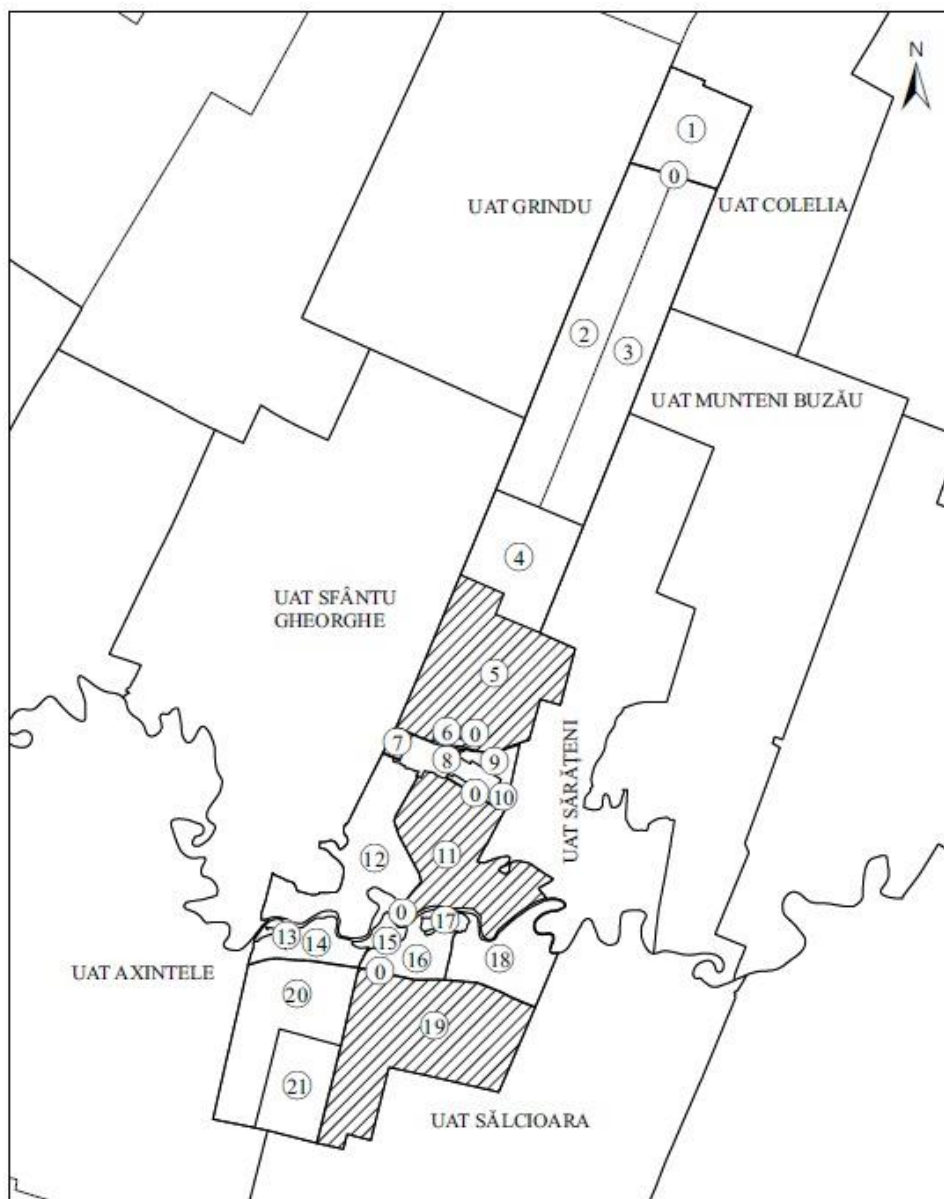 N
1
0
UAT GRINDU
UAT COLELIA
2
3
UAT MUNTENI BUZĂU
4
UAT SFÂNTU
GHEORGHE
5
6
0
7
8
9
0
10
UAT SĂRĂȚENI
11
12
0
17
13
14
15
16
18
0
UAT AXINTELE
20
19
21
UAT SĂLCIOARA